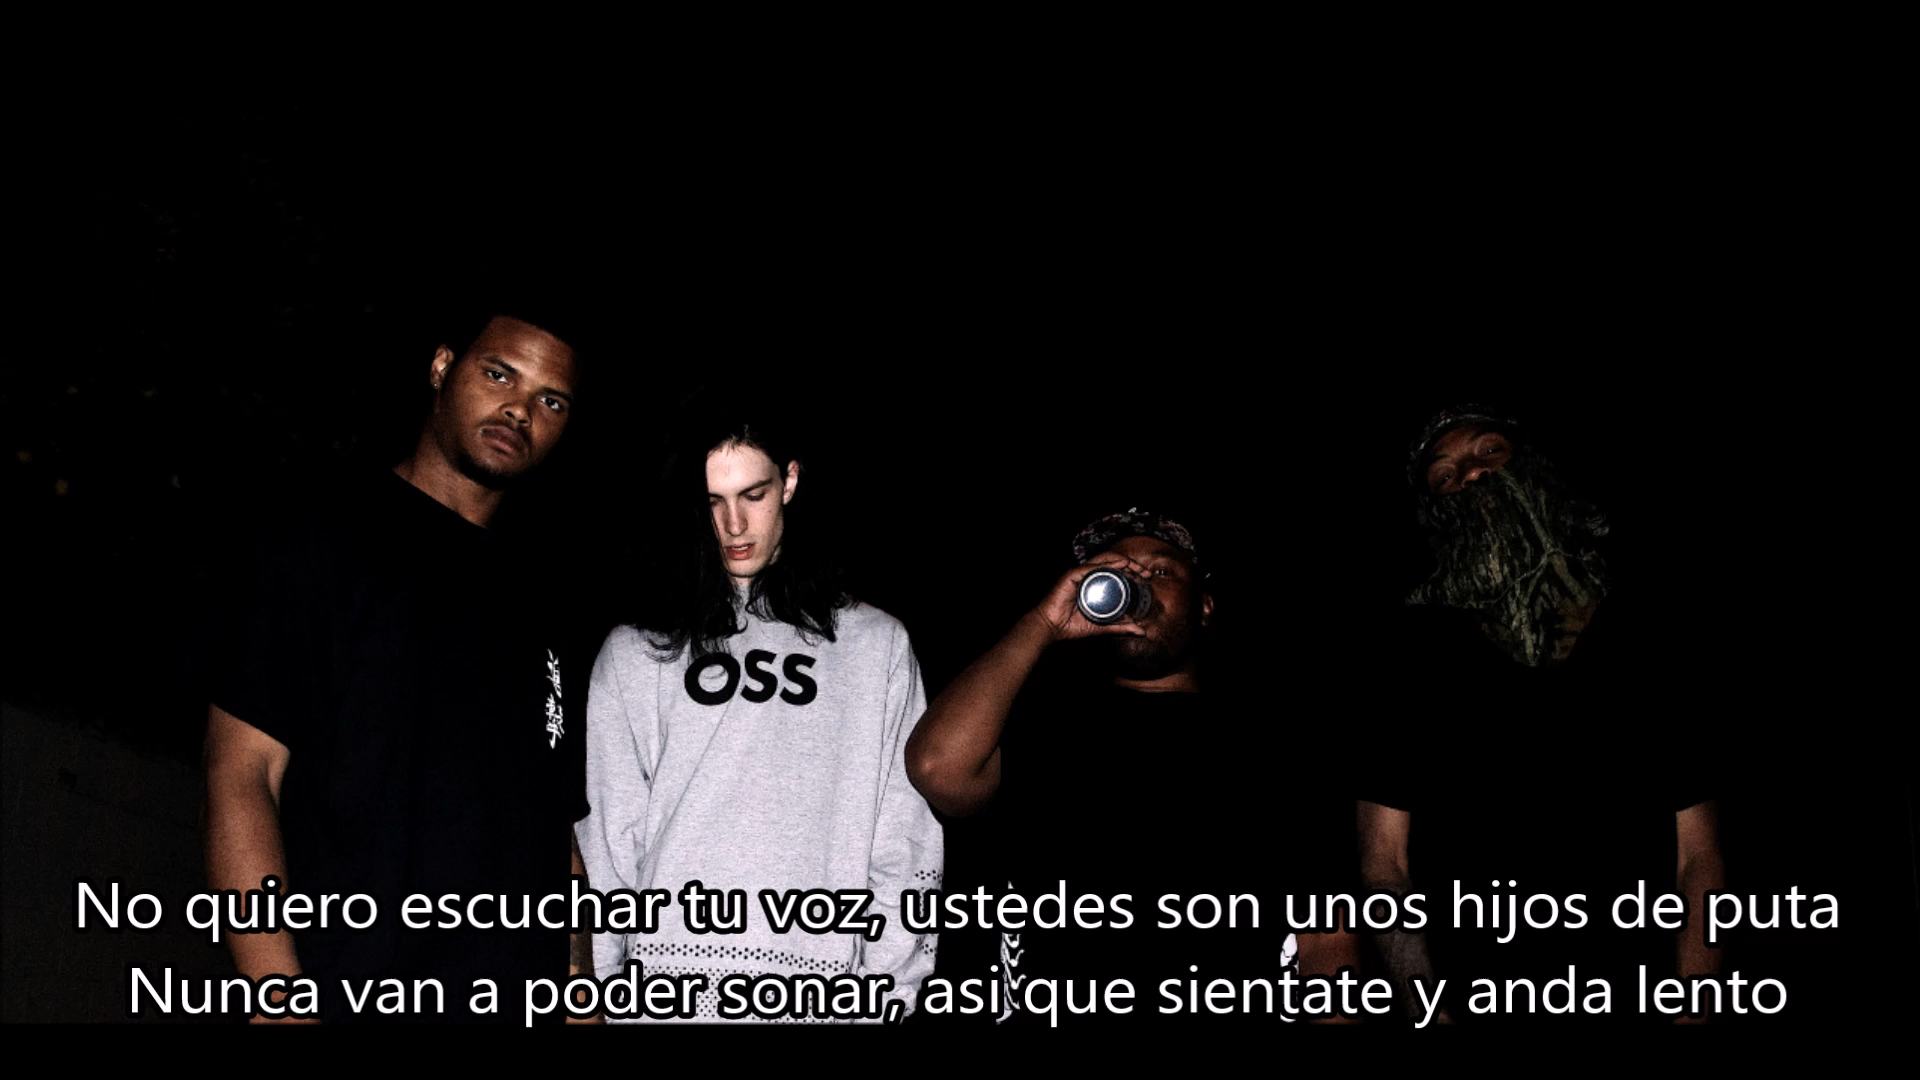 OSS
No quiero escuchar tu voz, ustedes son unos hijos de puta
Nunca van a poder sonar, asi que sientate y anda lento